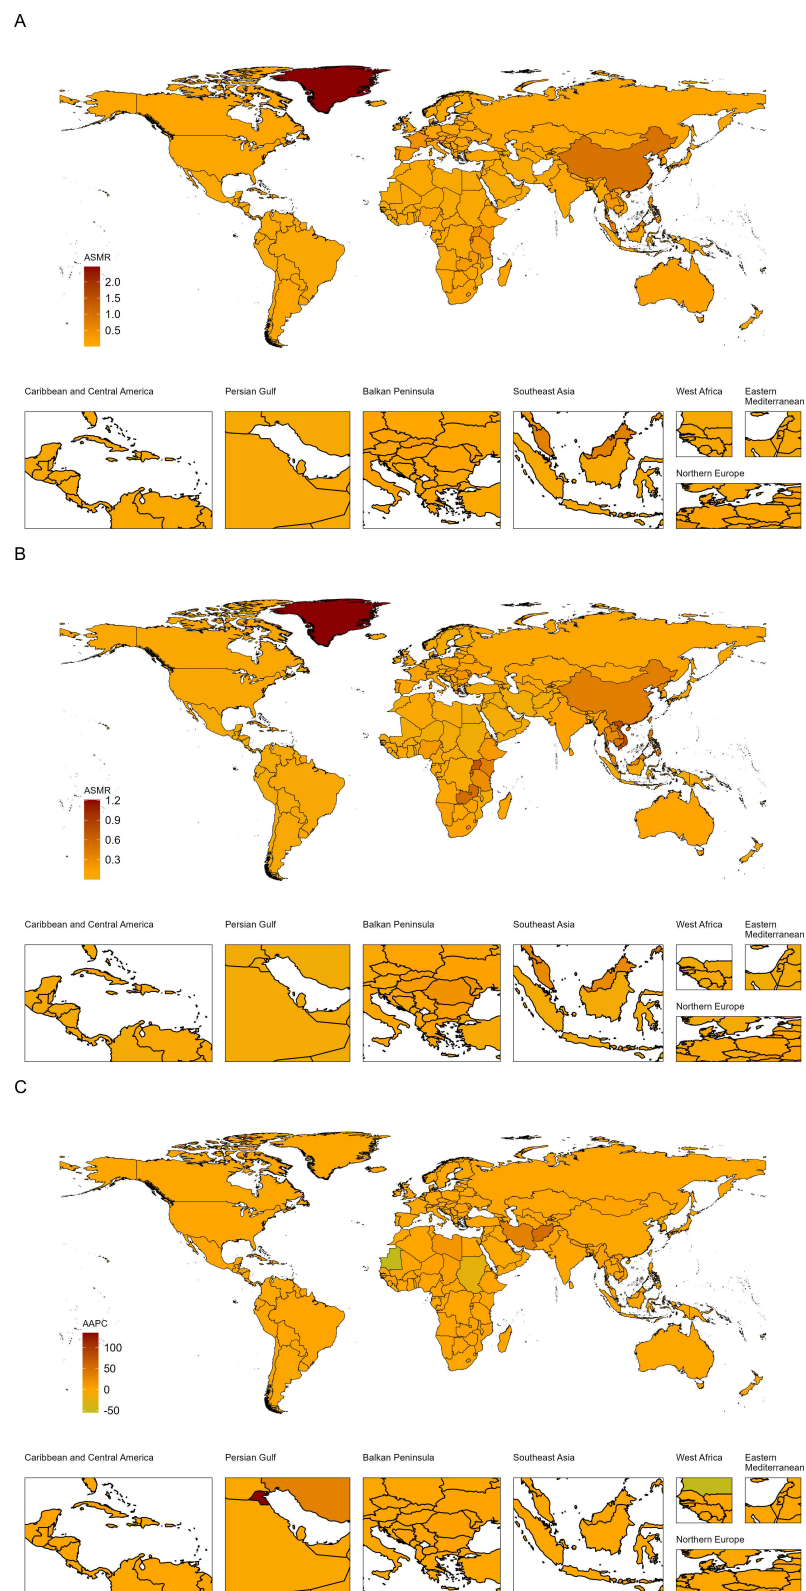 A
ASMR
2.0
1.5
1.0
0.5
Caribbean and Central America
Persian Gulf
Balkan Peninsula
Southeast Asia
West Africa
Eastern
Mediterranean
Northern Europe
B
ASMR
1.2
0.9
0.6
0.3
Caribbean and Central America
Persian Gulf
Balkan Peninsula
Southeast Asia
West Africa
Eastern
Mediterranean
Northern Europe
C
AAPC
100
50
0
-50
Caribbean and Central America
Persian Gulf
Balkan Peninsula
Southeast Asia
West Africa
Eastern
Mediterranean
Northern Europe